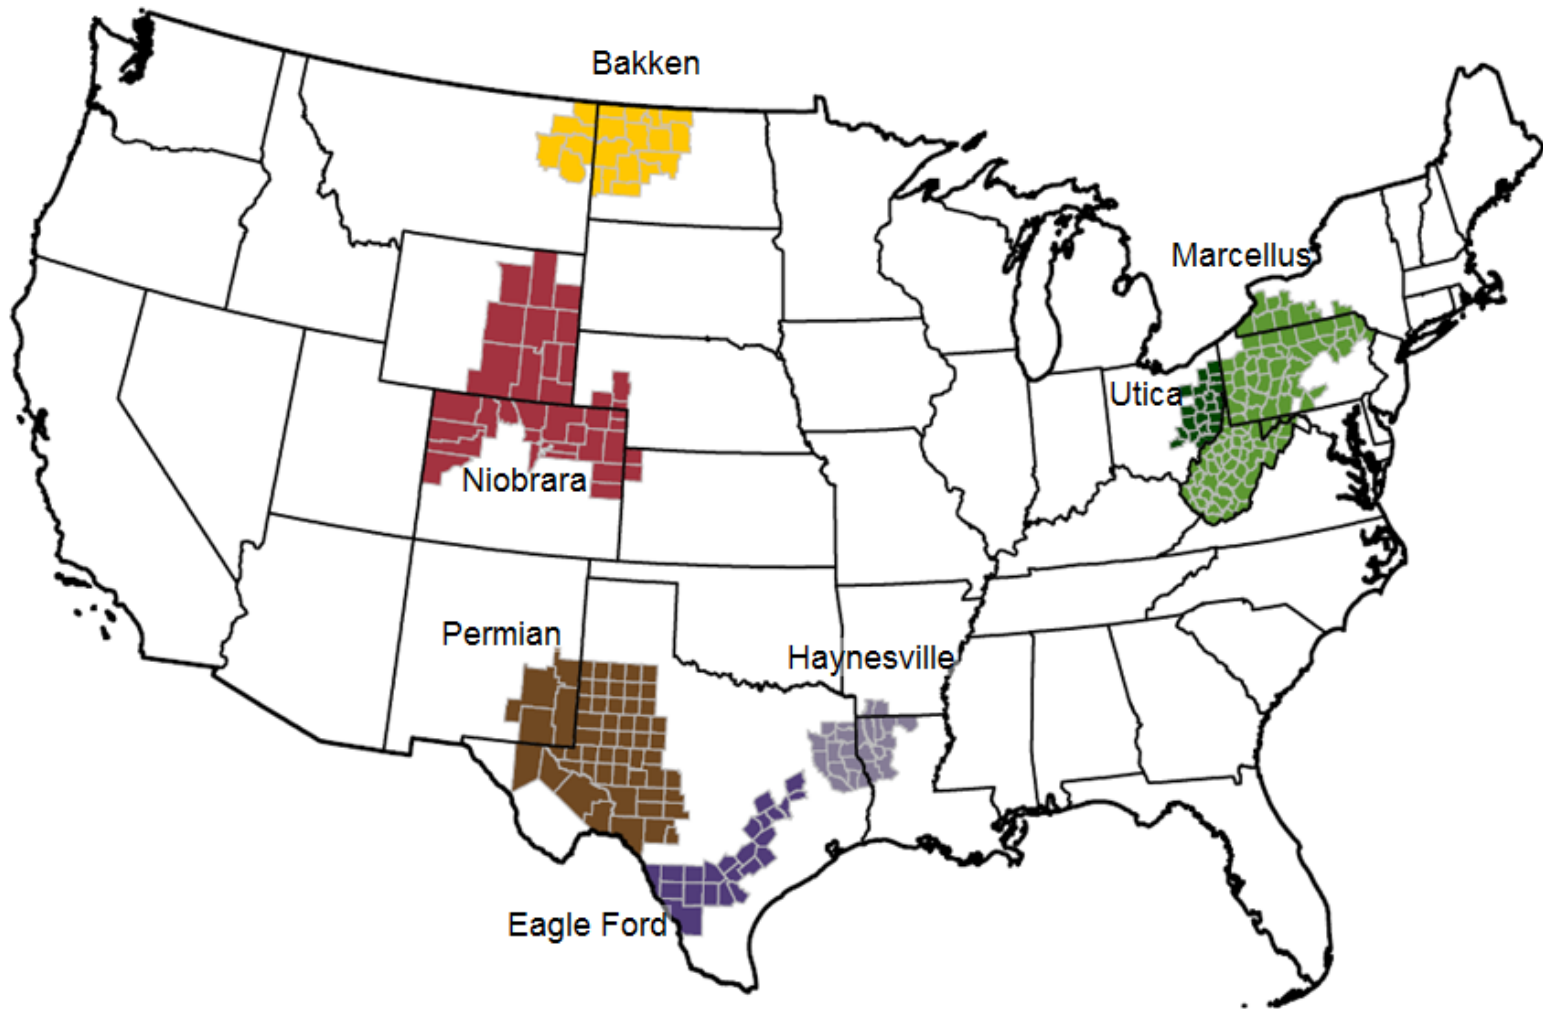 Bakken
Marcellus
Utica
Niobrara
Permian
Haynesville
Eagle Ford